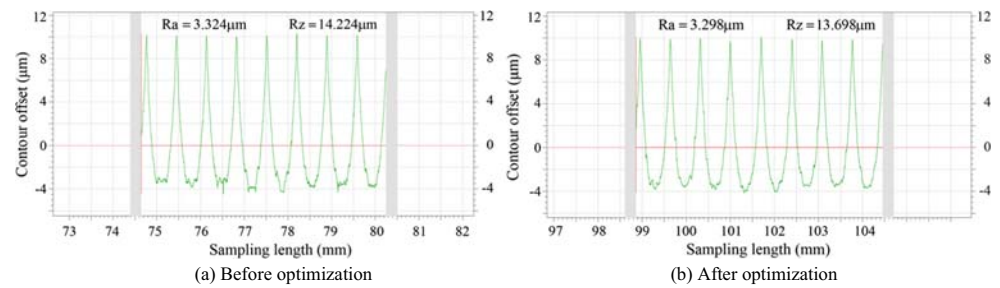 12
8
4
0
-4
Contour offset (μm)
Ra = 3.324μm Rz = 14.224μm
12
8
4
0
-4
73 74 75 76 77 78 79 80 81 82
Sampling length (mm)
(a) Before optimization
12
8
4
0
-4
Contour offset (μm)
Ra = 3.298μm Rz = 13.698μm
12
8
4
0
-4
97 98 99 100 101 102 103 104
Sampling length (mm)
(b) After optimization